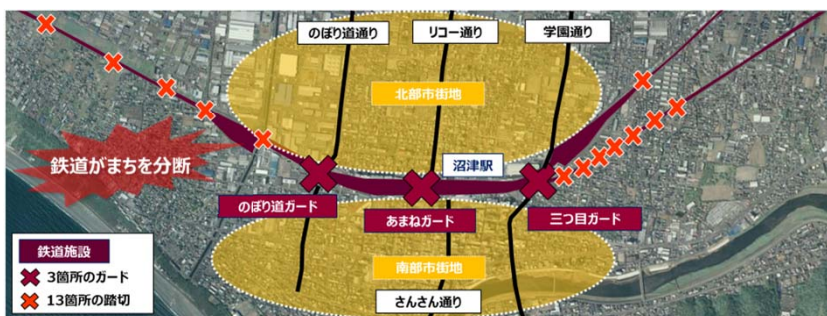 のぼり道通り
リコー通り
学園通り
北部市街地
鉄道がまちを分断
沼津駅
のぼり道ガード
あまねガード
三つ目ガード
鉄道施設
3箇所のガード
13箇所の踏切
南部市街地
さんさん通り